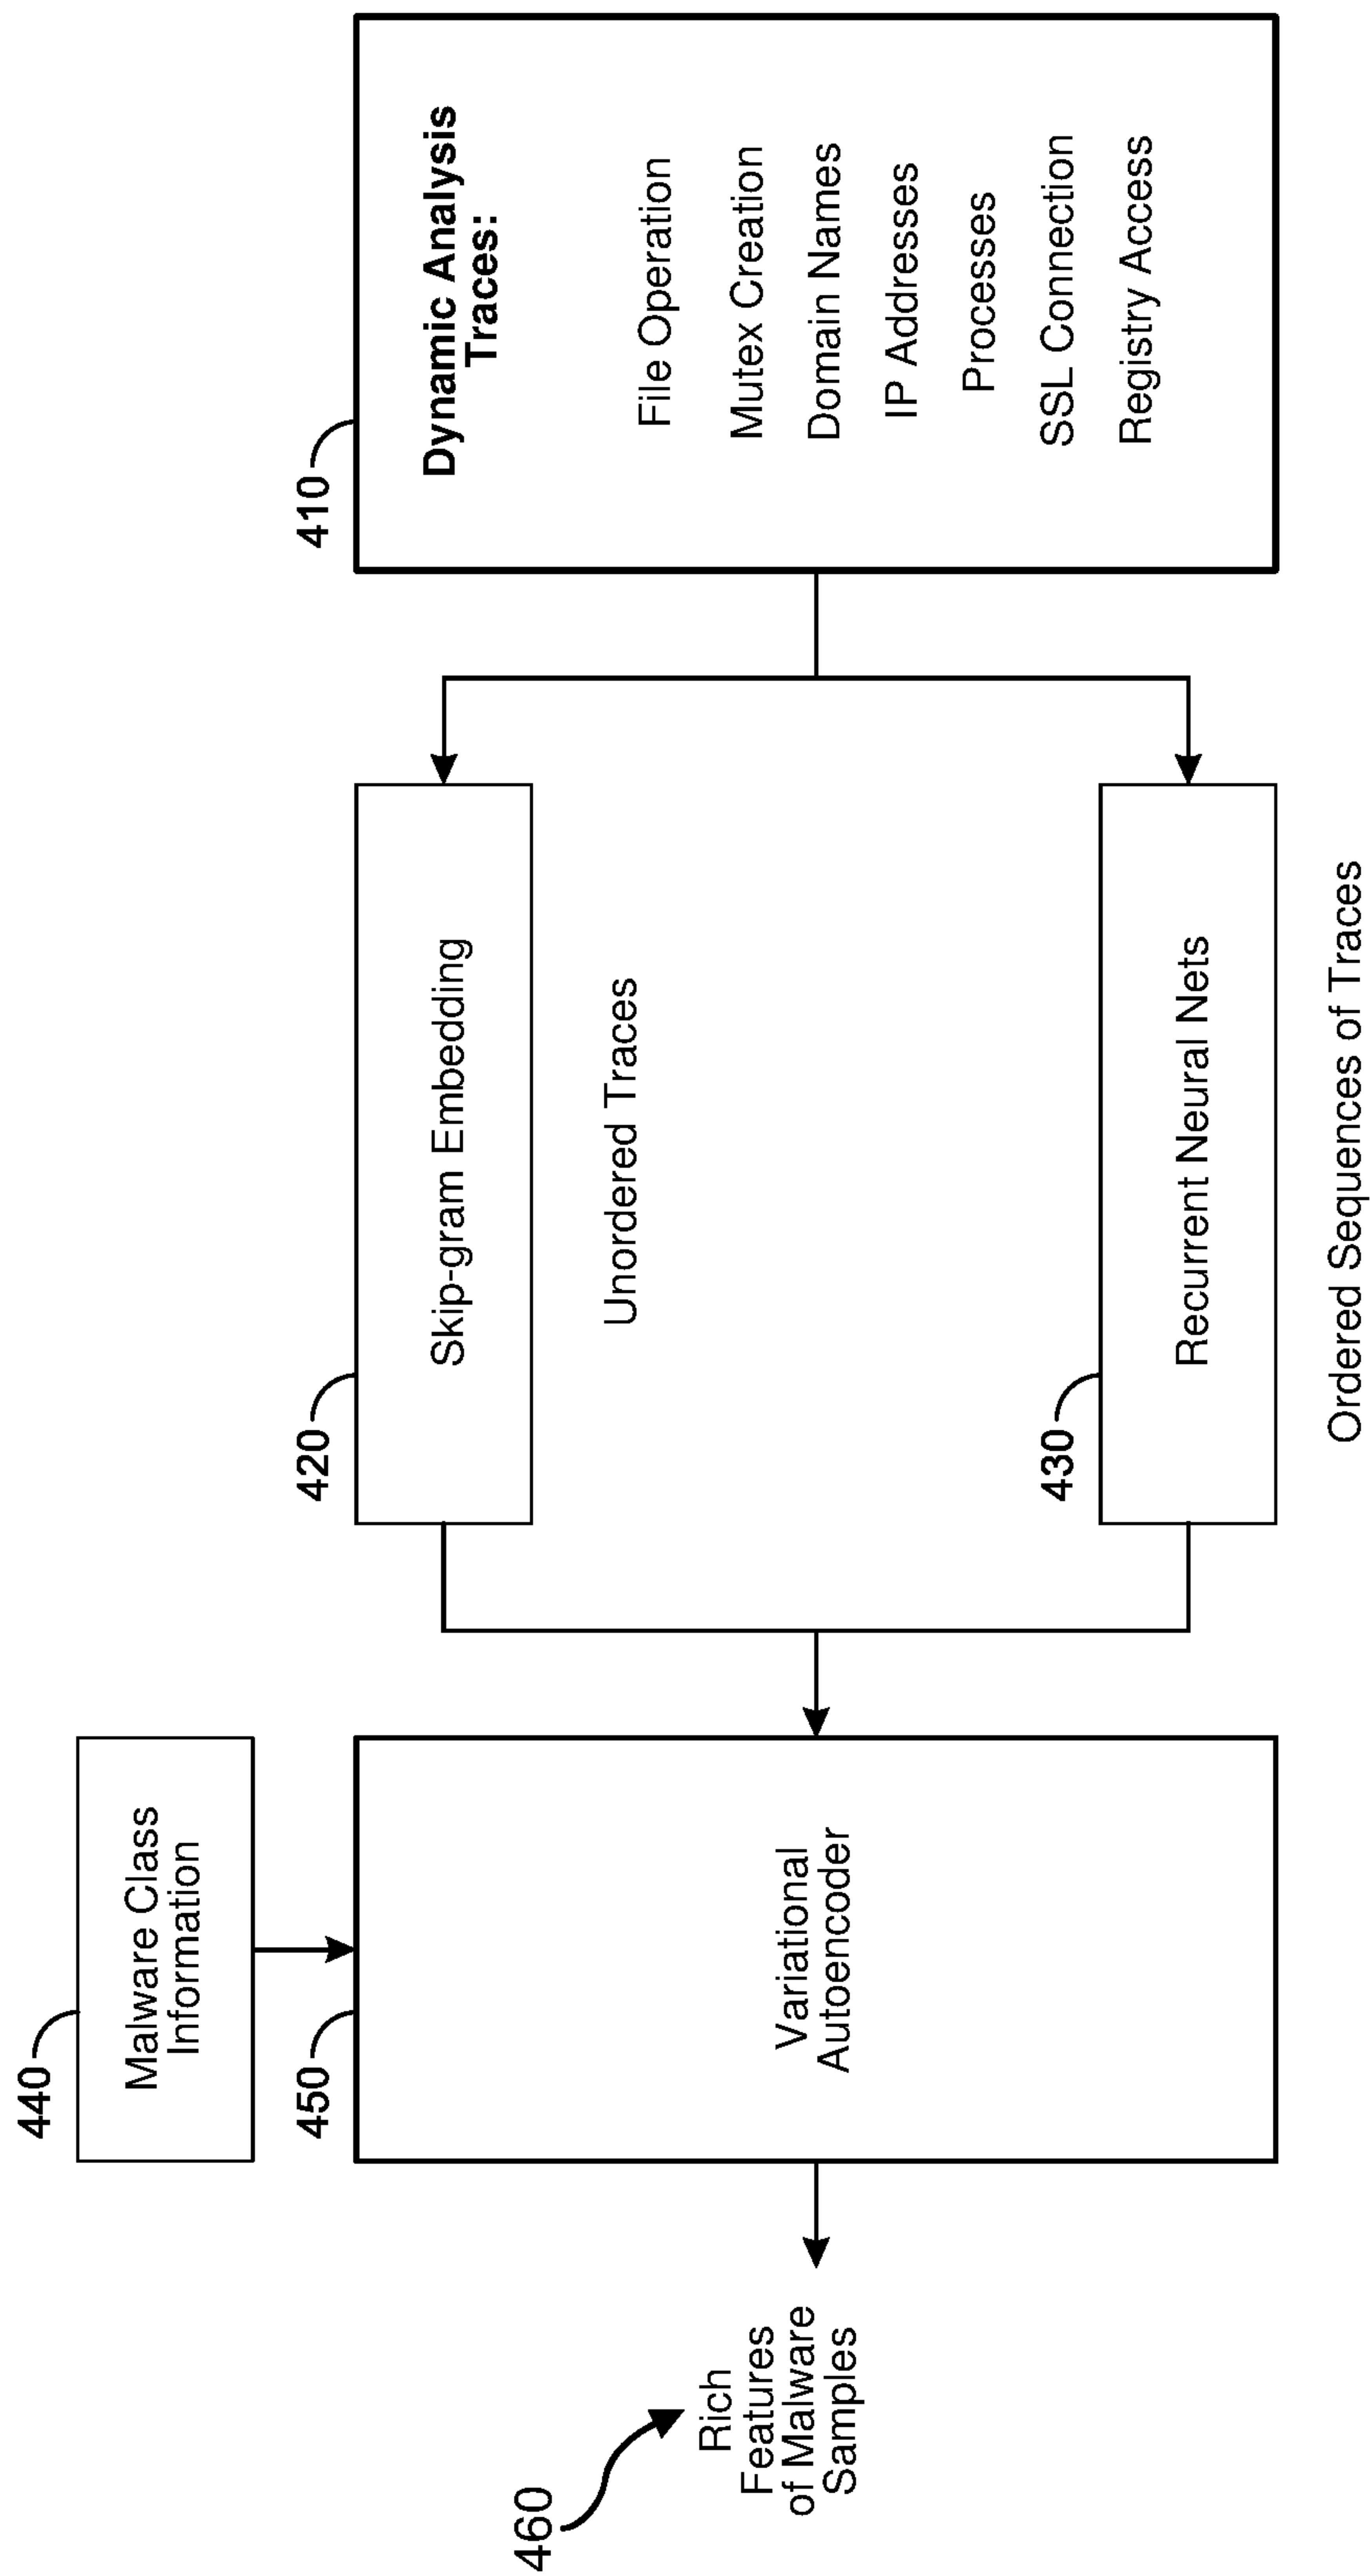 440
Malware Class
Information
460
Rich
Features
of Malware
Samples
450
Variational
Autoencoder
420
Skip-gram Embedding
Unordered Traces
430
Recurrent Neural Nets
Ordered Sequences of Traces
410
Dynamic Analysis
Traces:
File Operation
Mutex Creation
Domain Names
IP Addresses
Processes
SSL Connection
Registry Access